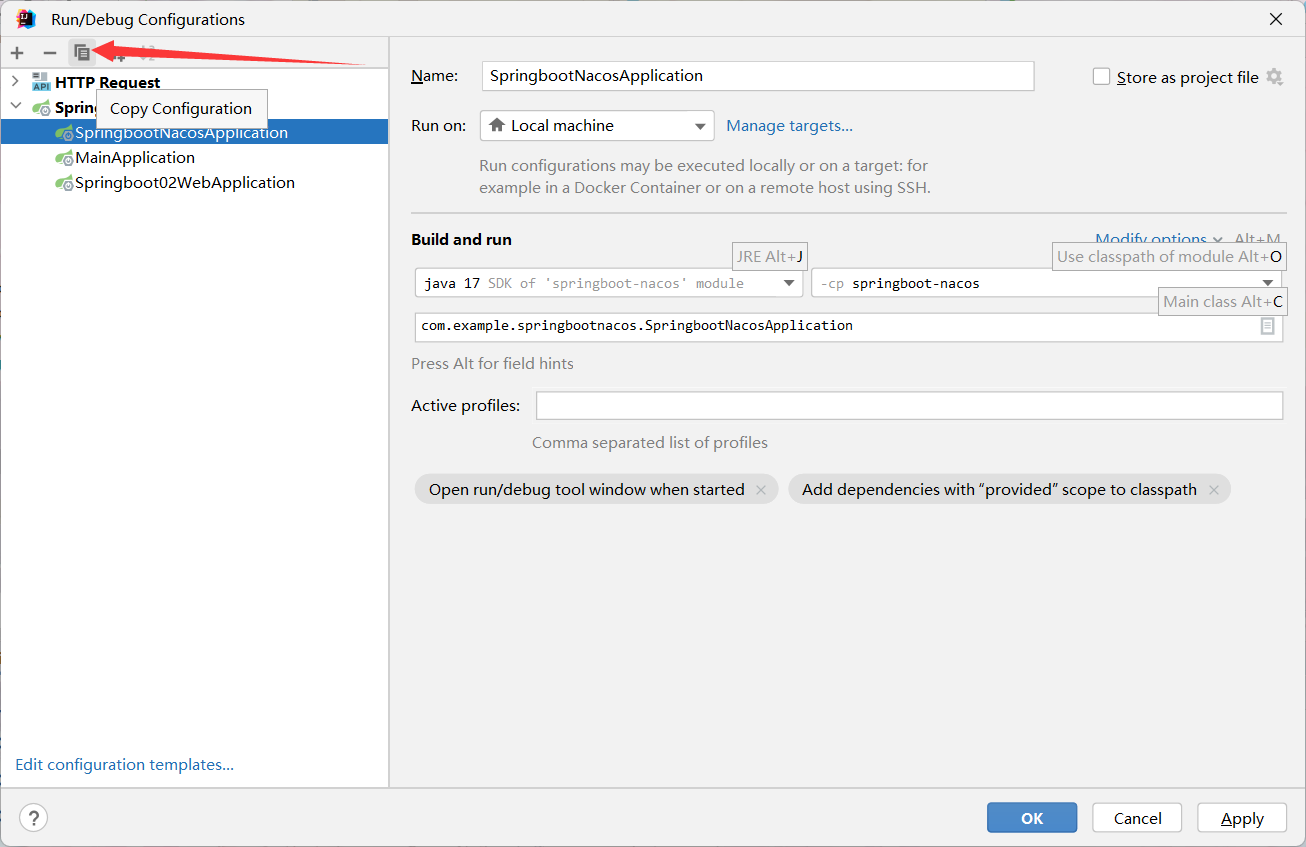 Run/Debug Configurations
HTTP Request
Spring
Copy Configuration
SpringbootNacosApplication
MainApplication
Springboot02WebApplication
Edit configuration templates...
Name:
SpringbootNacosApplication
Store as project file
Run on:
Local machine
Manage targets...
Run configurations may be executed locally or on a target: for
example in a Docker Container or on a remote host using SSH.
Build and run
Modify options
Alt+M
JRE Alt+J
Use classpath of module Alt+O
java 17 SDK of 'springboot-nacos' module
-cp springboot-nacos
Main class Alt+C
com.example.springbootnacos.SpringbootNacosApplication
Press Alt for field hints
Active profiles:
Comma separated list of profiles
Open run/debug tool window when started
Add dependencies with “provided” scope to classpath
?
OK
Cancel
Apply